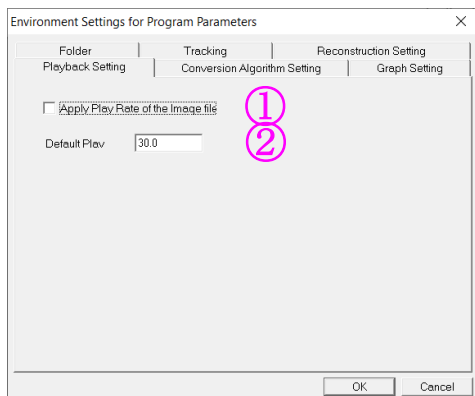 Environment Settings for Program Parameters
Folder Tracking Reconstruction Setting
Playback Setting Conversion Algorithm Setting Graph Setting
Apply Play Rate of the Image file ①
Default Play 30.0 ②
OK Cancel